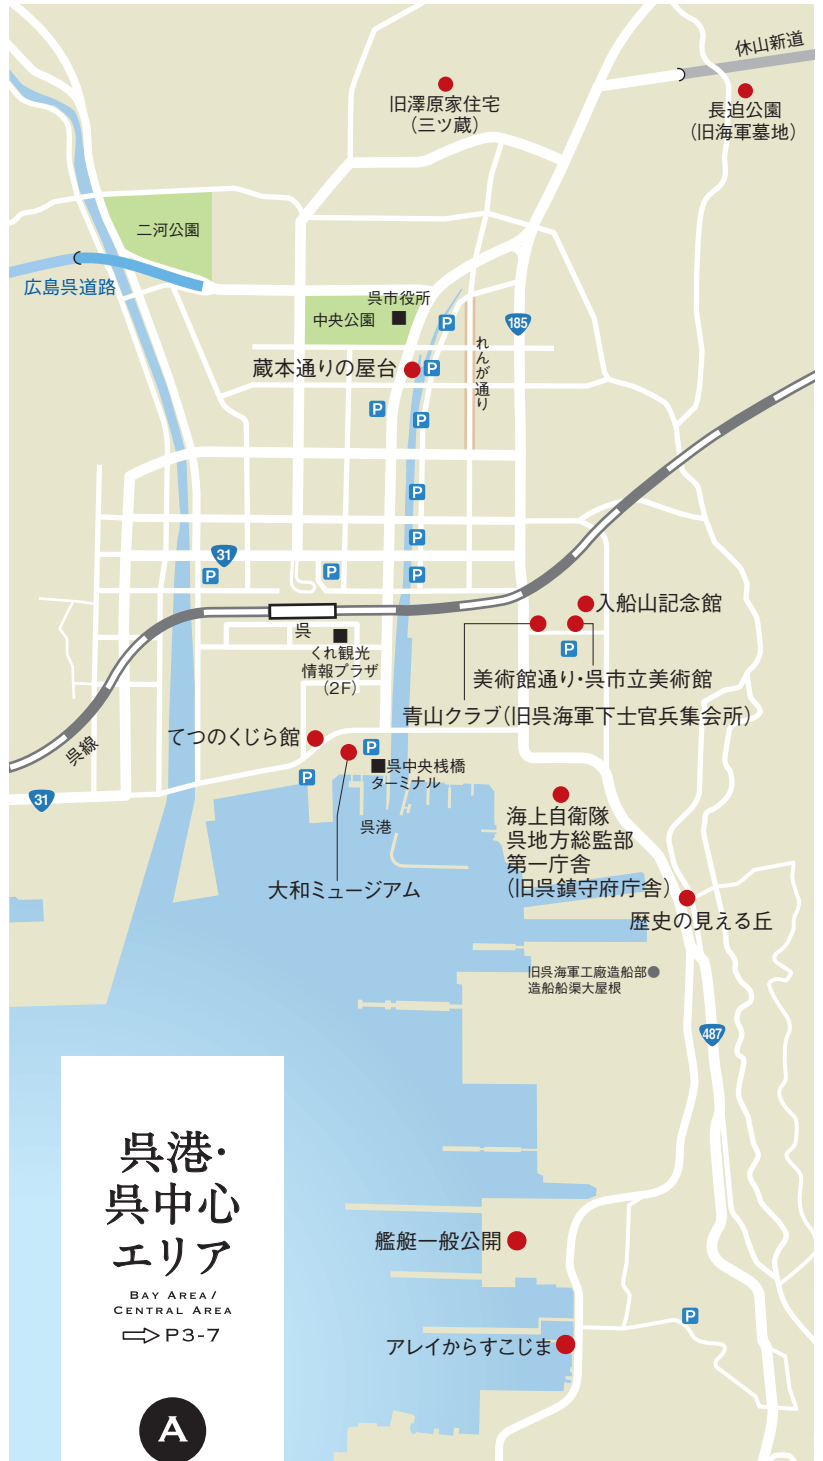 休山新道
旧澤原家住宅
(三ツ蔵)
長迫公園
(旧海軍墓地)
二河公園
広島呉道路
呉市役所
中央公園
P
185
れんが通り
蔵本通りの屋台
P
P
P
P
P
31
P
P
P
入船山記念館
呉
くれ観光
情報プラザ
(2F)
P
美術館通り・呉市立美術館
青山クラブ(旧呉海軍下士官兵集会所)
てつのくじら館
呉線
P
呉中央桟橋
ターミナル
P
31
呉港
海上自衛隊
呉地方総監部
第一庁舎
(旧呉鎮守府庁舎)
大和ミュージアム
歴史の見える丘
旧呉海軍工廠造船部
造船船渠大屋根
487
呉港・
呉中心
エリア
BAY AREA /
CENTRAL AREA
⇨P3-7
A
艦艇一般公開
P
アレイからすこじま